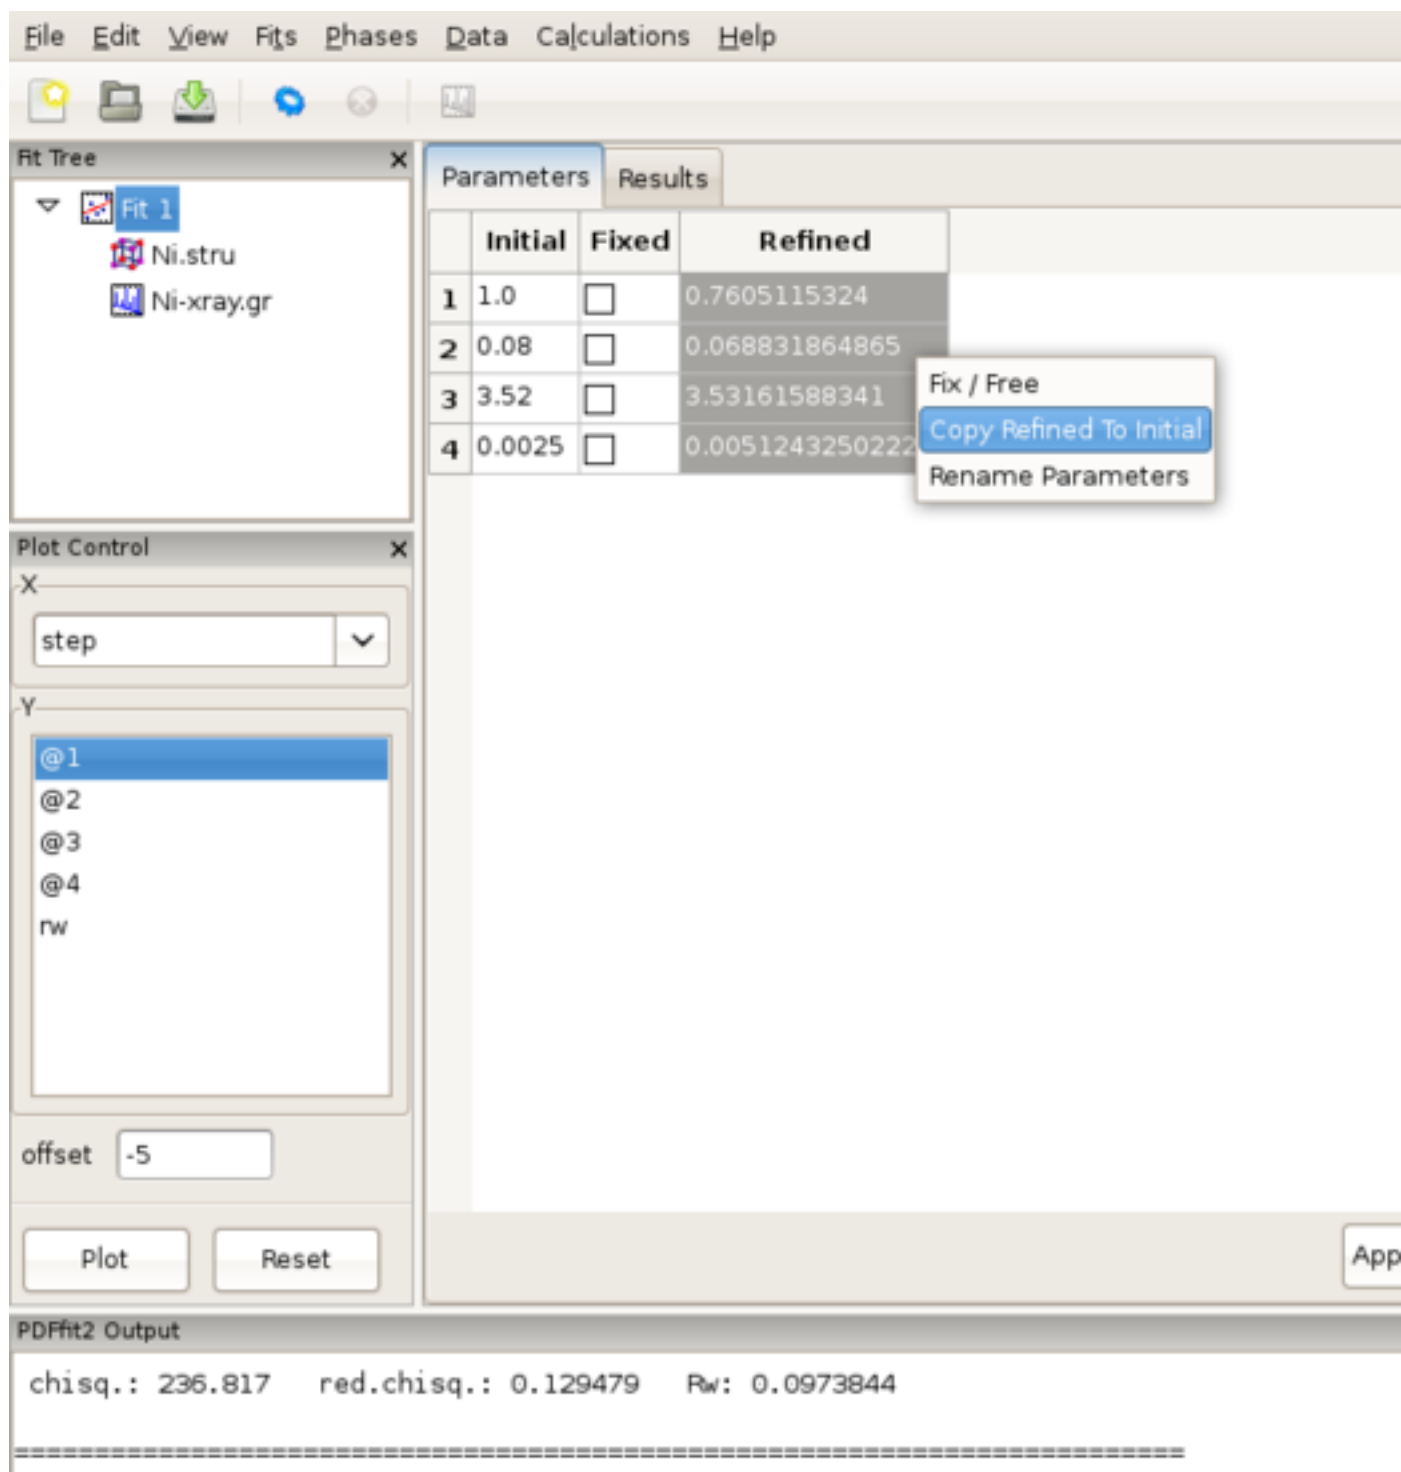 File Edit View Fits Phases Data Calculations Help
Fit Tree
Fit 1
Ni.stru
Ni-xray.gr
Parameters Results
Initial Fixed Refined
1 1.0 0.7605115324
2 0.08 0.068831864865
3 3.52 3.53161588341
4 0.0025 0.0051243250222
Fix / Free
Copy Refined To Initial
Rename Parameters
Plot Control
X
step
Y
@1
@2
@3
@4
rw
offset -5
Plot Reset
App
PDFfit2 Output
chisq.: 236.817 red.chisq.: 0.129479 Rw: 0.0973844
=========================================================================